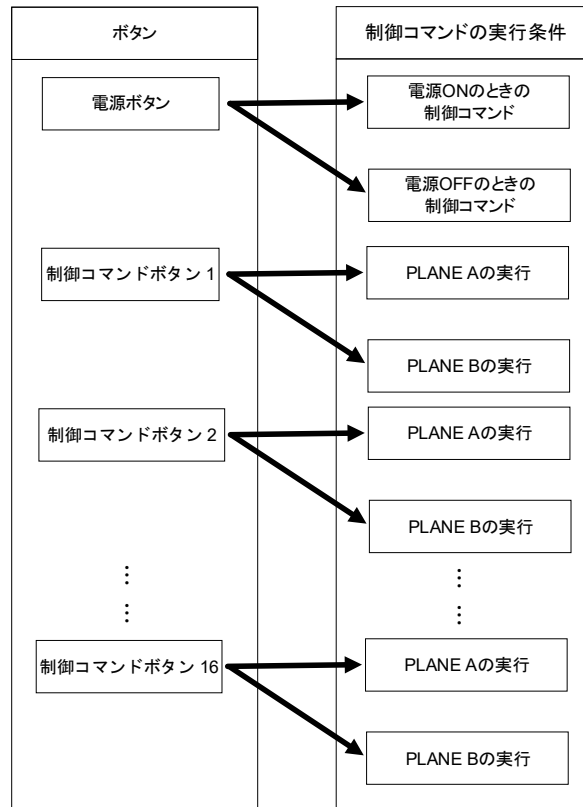 ボタン
制御コマンドの実行条件
電源ボタン
電源ONのときの
制御コマンド
電源OFFのときの
制御コマンド
制御コマンドボタン 1
PLANE Aの実行
PLANE Bの実行
制御コマンドボタン 2
PLANE Aの実行
PLANE Bの実行
⋮
⋮
⋮
⋮
制御コマンドボタン 16
PLANE Aの実行
PLANE Bの実行